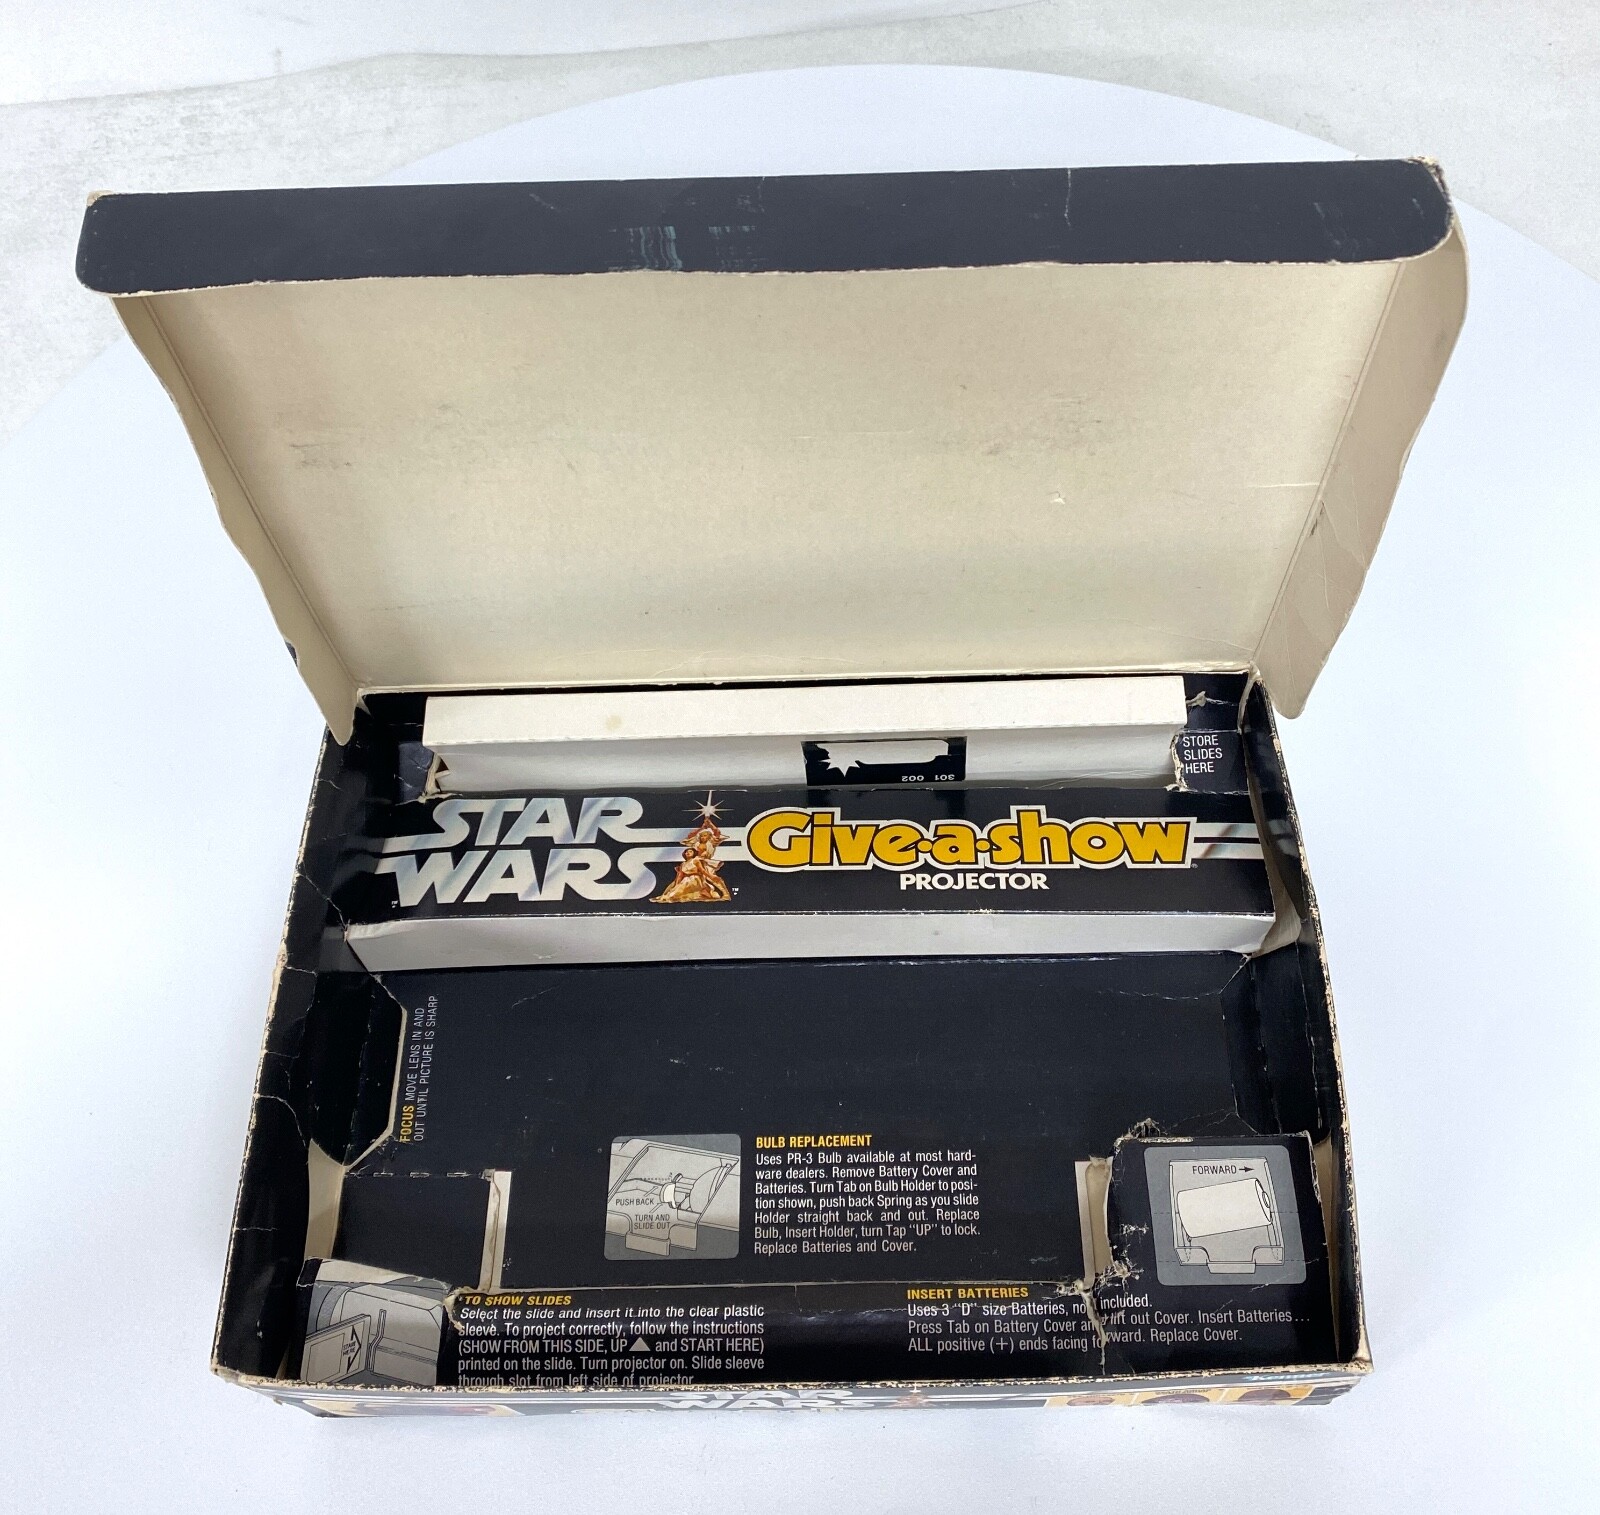 STORE
SLIDES
HERE
301 002
STAR
WARS
TM
TM
Give-a-show
PROJECTOR
FOCUS MOVE LENS IN AND
OUT UNTIL PICTURE IS SHARP
PUSH BACK
TURN AND
SLIDE OUT
BULB REPLACEMENT
Uses PR-3 Bulb available at most hard-
ware dealers. Remove Battery Cover and
Batteries. Turn Tab on Bulb Holder to posi-
tion shown, push back Spring as you slide
Holder straight back and out. Replace
Bulb, Insert Holder, turn Tap "UP" to lock.
Replace Batteries and Cover.
FORWARD
START
HERE
TO SHOW SLIDES
Select the slide and insert it into the clear plastic
sleeve. To project correctly, follow the instructions
(SHOW FROM THIS SIDE, UP ▲ and START HERE)
printed on the slide. Turn projector on. Slide sleeve
through slot from left side of projector
INSERT BATTERIES
Uses 3 "D" size Batteries, not included.
Press Tab on Battery Cover and lift out Cover. Insert Batteries...
ALL positive (+) ends facing forward. Replace Cover.
STAR
WARS
Kenner